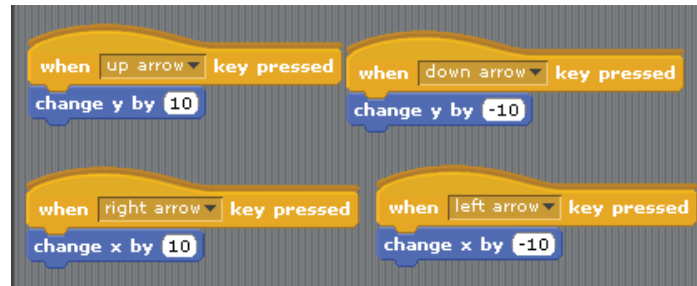 when up arrow key pressed
change y by 10
when down arrow key pressed
change y by -10
when right arrow key pressed
change x by 10
when left arrow key pressed
change x by -10